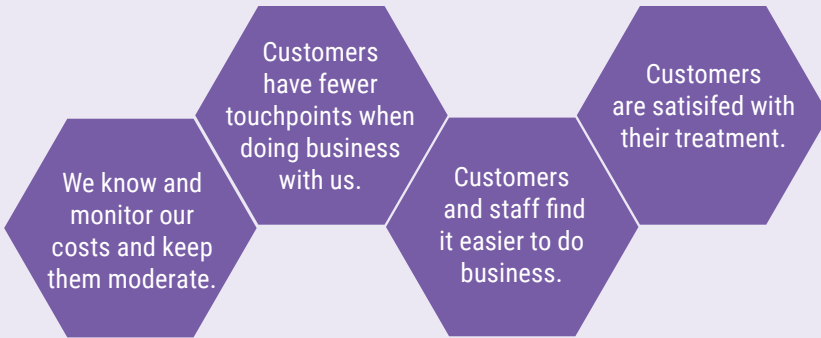 We know and
monitor our
costs and keep
them moderate.
Customers
have fewer
touchpoints when
doing business
with us.
Customers
and staff find
it easier to do
business.
Customers
are satisifed with
their treatment.